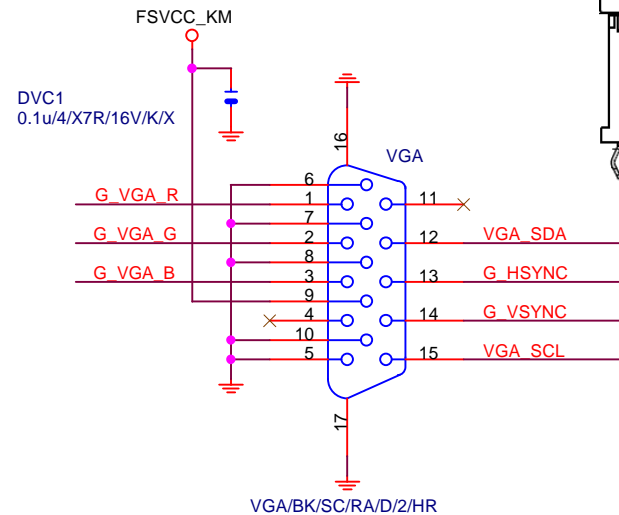 FSVCC_KM
DVC1
0.1u/4/X7R/16V/K/X
16
VGA
6
G_VGA_R
1
11
7
G_VGA_G
2
12
VGA_SDA
8
G_VGA_B
3
13
G_HSYNC
9
4
14
G_VSYNC
10
5
15
VGA_SCL
17
VGA/BK/SC/RA/D/2/HR